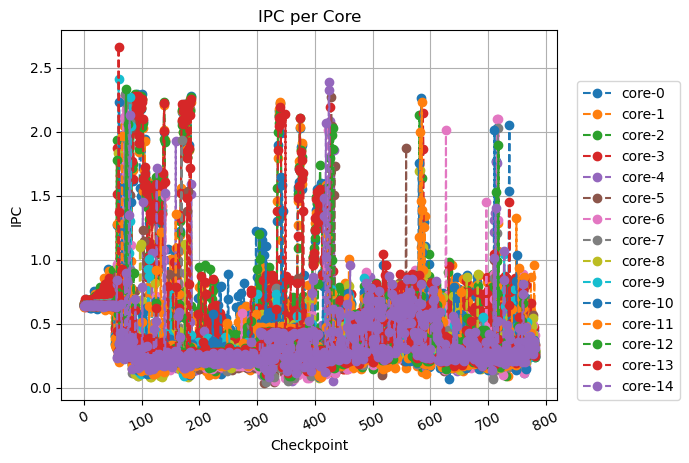 IPC per Core
IPC
2.5
2.0
1.5
1.0
0.5
0.0
0
100
200
300
400
500
600
700
800
Checkpoint
core-0
core-1
core-2
core-3
core-4
core-5
core-6
core-7
core-8
core-9
core-10
core-11
core-12
core-13
core-14